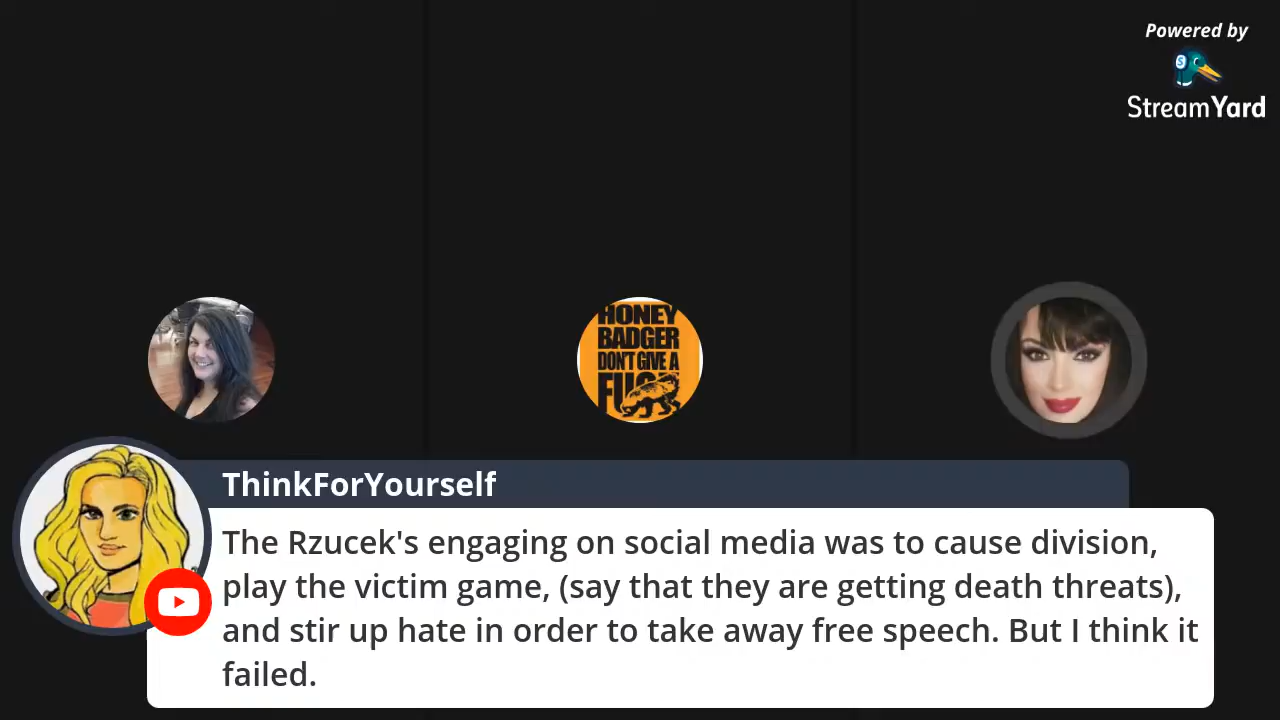 Powered by
StreamYard
HONEY
BADGER
DON'T GIVE A
ThinkForYourself
The Rzucek's engaging on social media was to cause division,
play the victim game, (say that they are getting death threats),
and stir up hate in order to take away free speech. But I think it
failed.